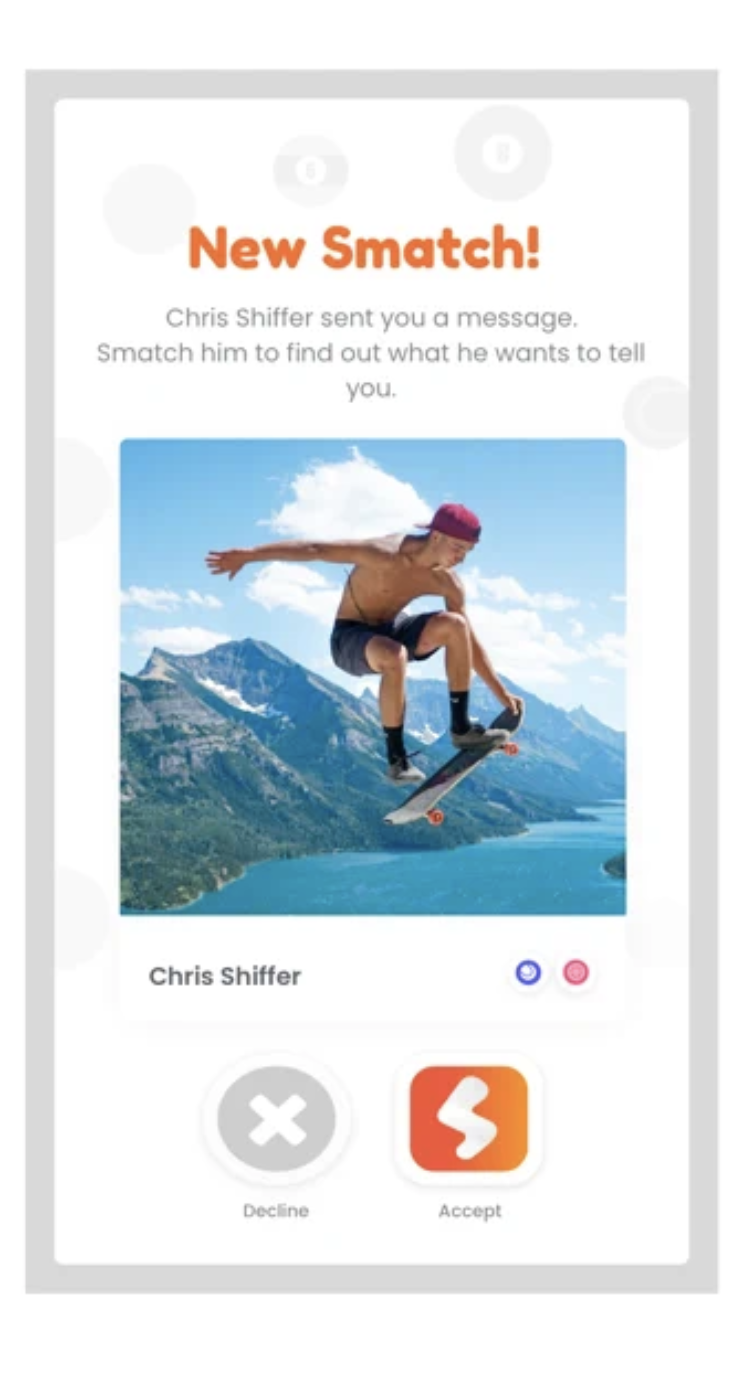 New Smatch!
Chris Shiffer sent you a message.
Smatch him to find out what he wants to tell
you.
Chris Shiffer
Decline
Accept